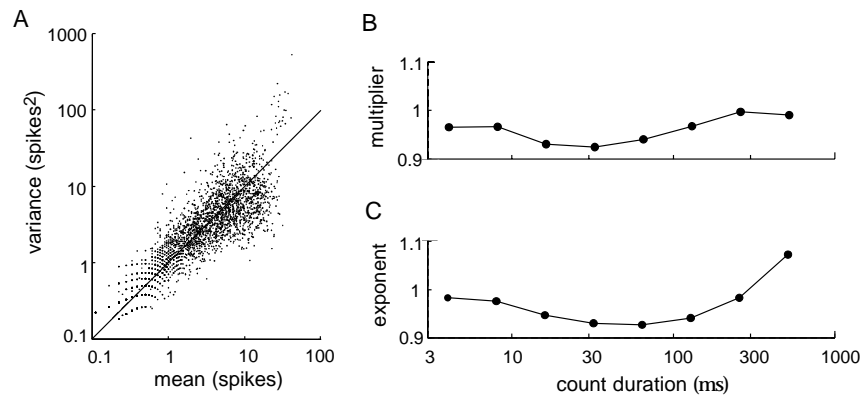 A
variance (spikes²)
1000
100
10
1
0.1
0.1 1 10 100
mean (spikes)
B
multiplier
1.1
1
0.9
C
exponent
1.1
1
0.9
3 10 30 100 300 1000
count duration (ms)